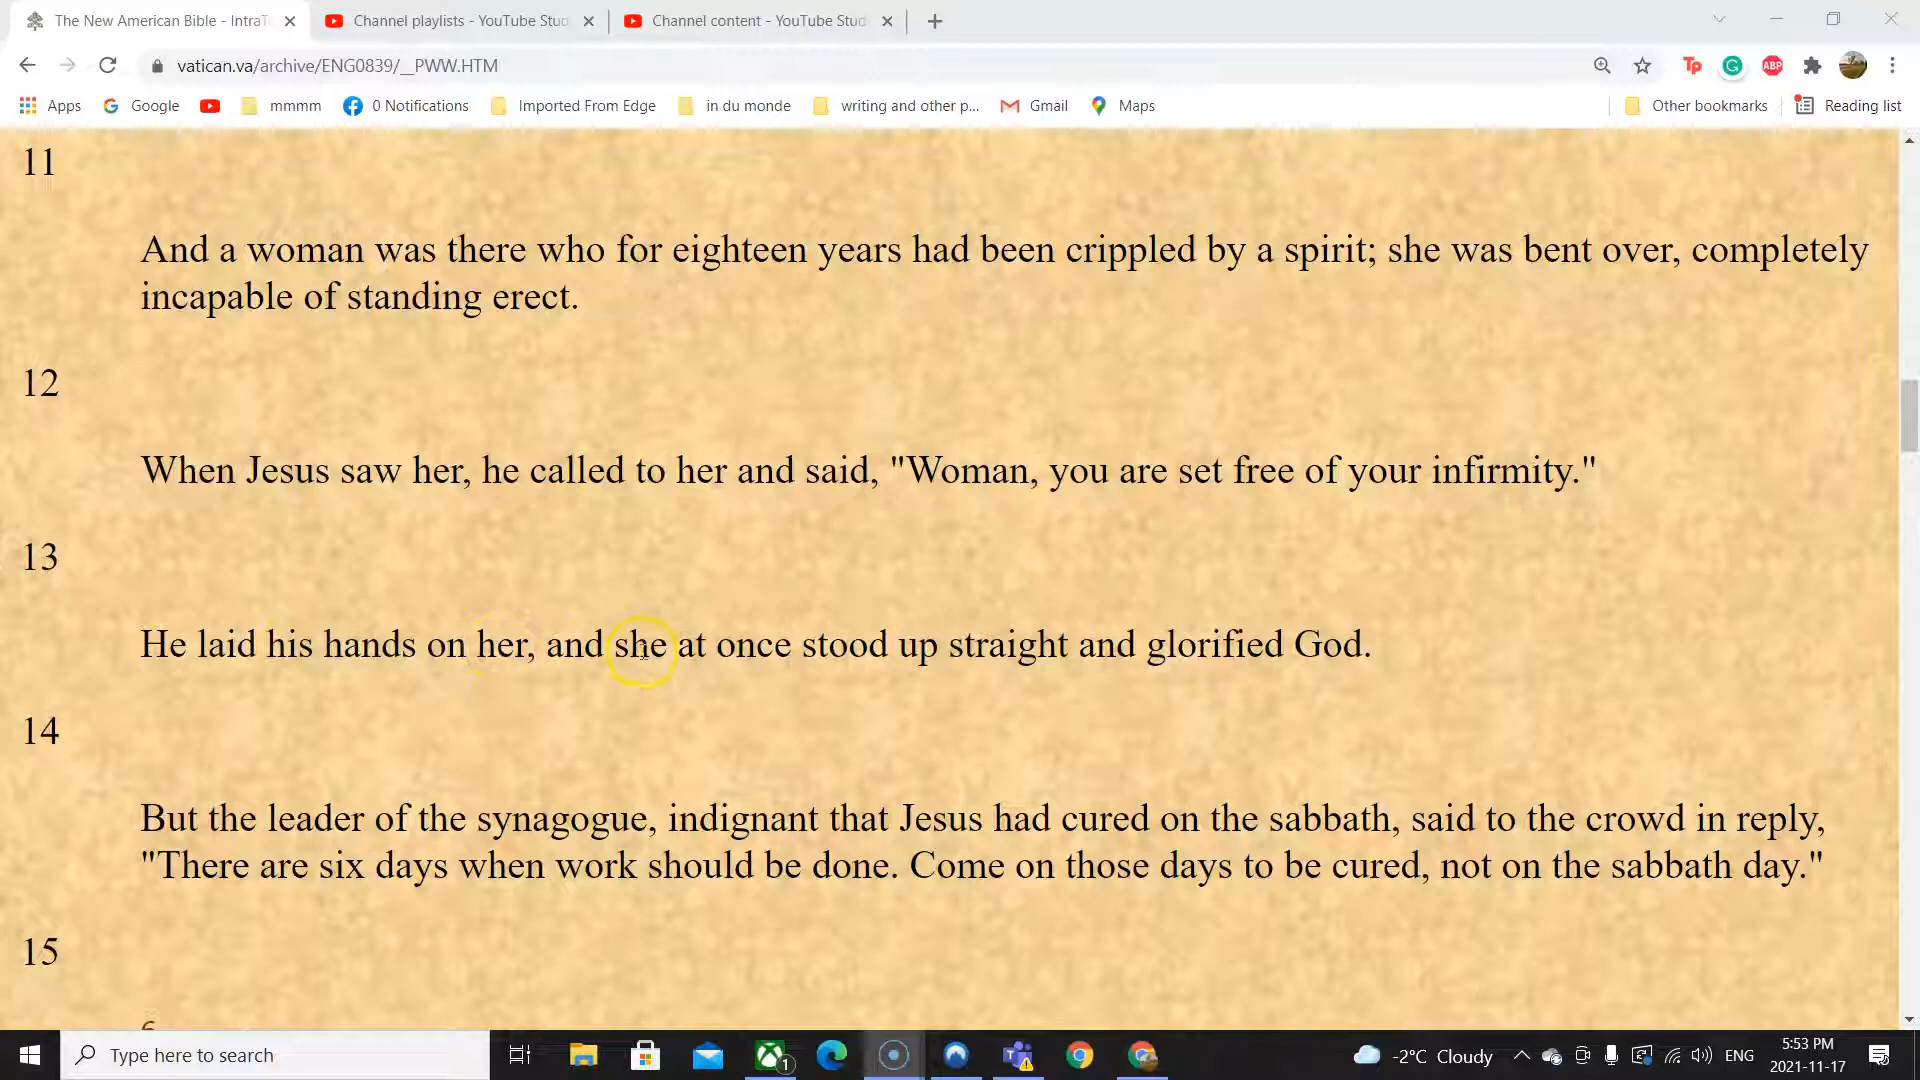 The New American Bible - IntraT
Channel playlists - YouTube Stud
Channel content - YouTube Stud
vatican.va/archive/ENG0839/__PWW.HTM
Apps
Google
mmmm
0 Notifications
Imported From Edge
in du monde
writing and other p...
Gmail
Maps
Other bookmarks
Reading list
11
And a woman was there who for eighteen years had been crippled by a spirit; she was bent over, completely
incapable of standing erect.
12
When Jesus saw her, he called to her and said, "Woman, you are set free of your infirmity."
13
He laid his hands on her, and she at once stood up straight and glorified God.
14
But the leader of the synagogue, indignant that Jesus had cured on the sabbath, said to the crowd in reply,
"There are six days when work should be done. Come on those days to be cured, not on the sabbath day."
15
Type here to search
1
-2°C Cloudy
ENG
5:53 PM
2021-11-17